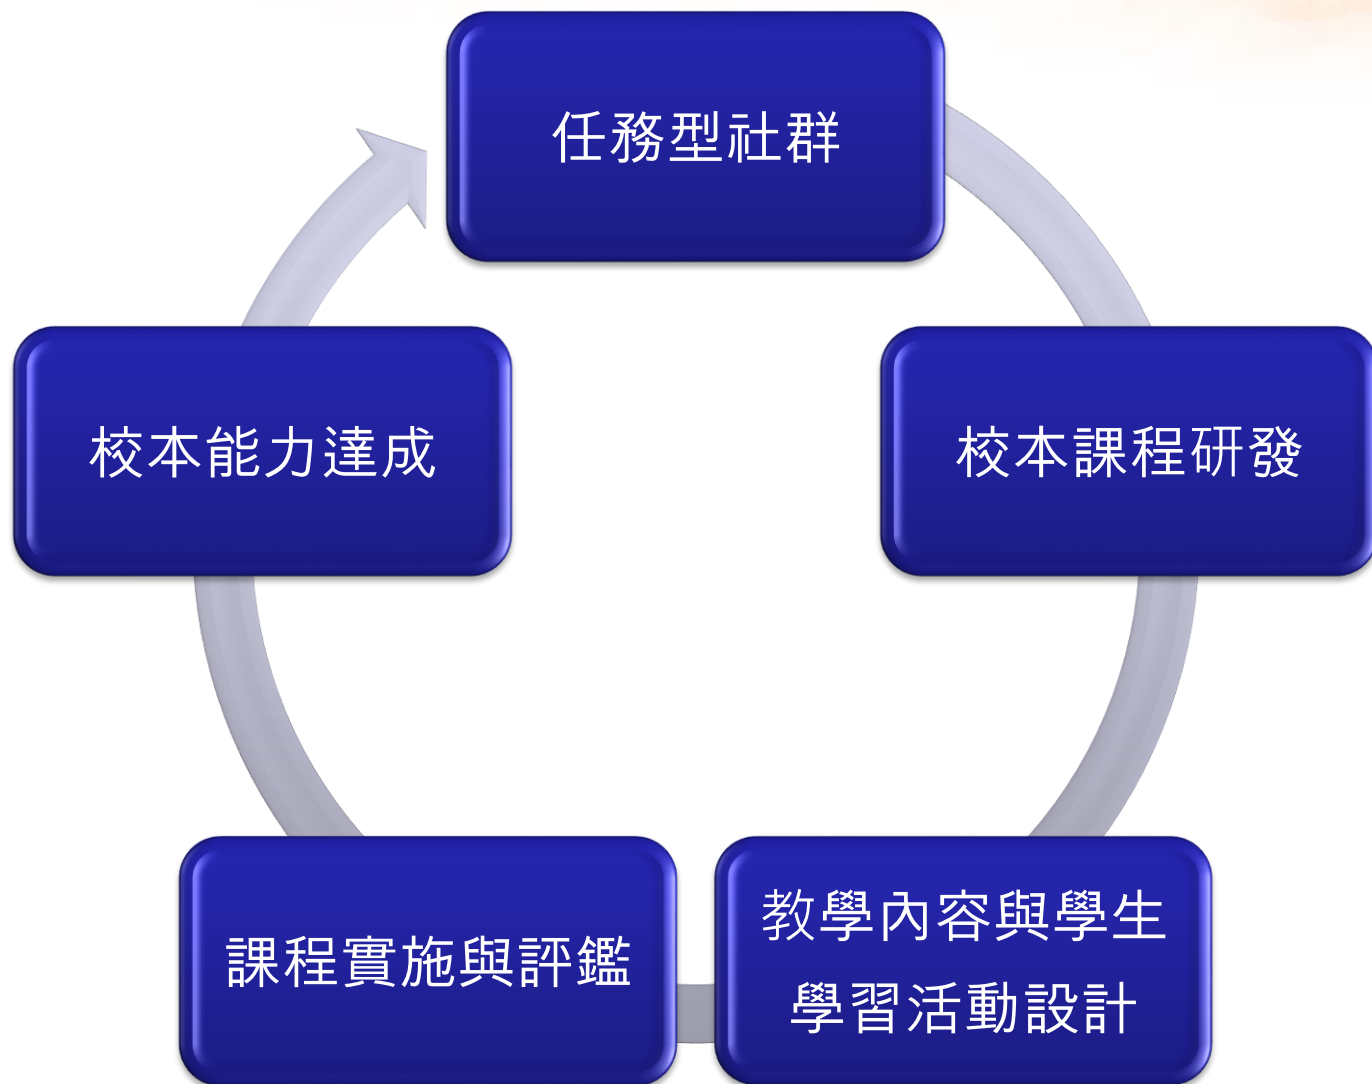 任務型社群
校本能力達成
校本課程研發
課程實施與評鑑
教學內容與學生
學習活動設計